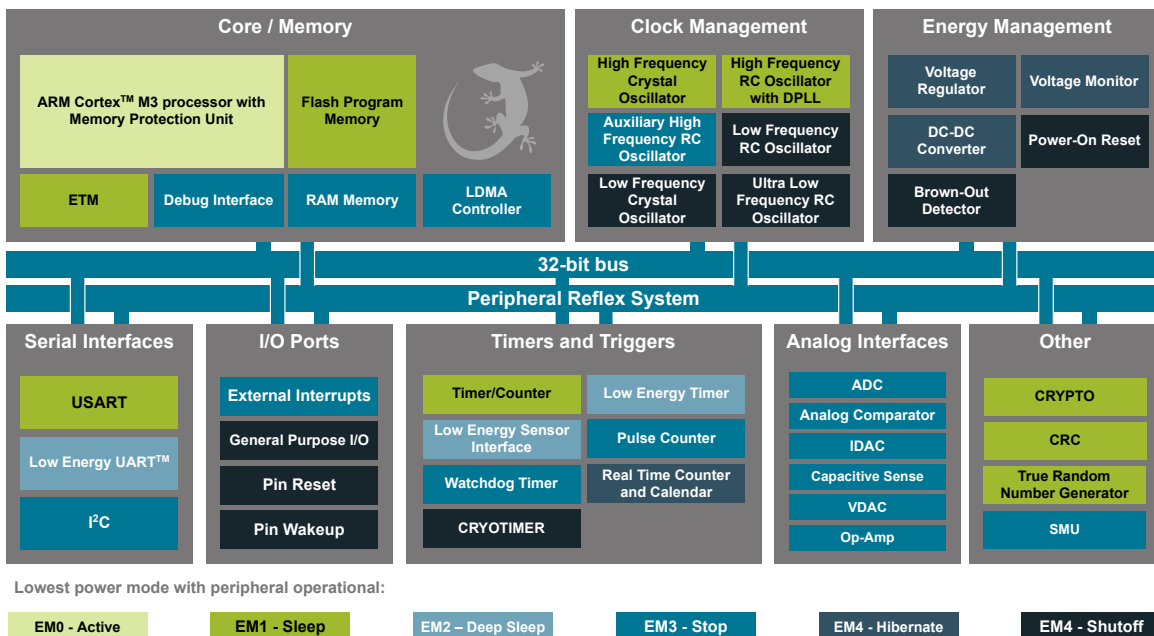 Core / Memory
ARM Cortex™ M3 processor with
Memory Protection Unit
Flash Program
Memory
ETM
Debug Interface
RAM Memory
LDMA
Controller
Clock Management
High Frequency
Crystal
Oscillator
High Frequency
RC Oscillator
with DPLL
Auxiliary High
Frequency RC
Oscillator
Low Frequency
RC Oscillator
Low Frequency
Crystal
Oscillator
Ultra Low
Frequency RC
Oscillator
Energy Management
Voltage
Regulator
Voltage Monitor
DC-DC
Converter
Power-On Reset
Brown-Out
Detector
32-bit bus
Peripheral Reflex System
Serial Interfaces
USART
Low Energy UART™
I²C
I/O Ports
External Interrupts
General Purpose I/O
Pin Reset
Pin Wakeup
Timers and Triggers
Timer/Counter
Low Energy Timer
Low Energy Sensor
Interface
Pulse Counter
Watchdog Timer
Real Time Counter
and Calendar
CRYOTIMER
Analog Interfaces
ADC
Analog Comparator
IDAC
Capacitive Sense
VDAC
Op-Amp
Other
CRYPTO
CRC
True Random
Number Generator
SMU
Lowest power mode with peripheral operational:
EM0 - Active
EM1 - Sleep
EM2 – Deep Sleep
EM3 - Stop
EM4 - Hibernate
EM4 - Shutoff